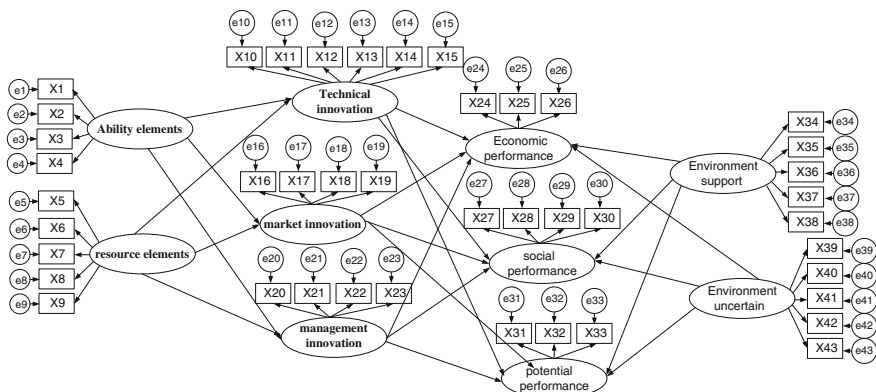 e10 e11 e12 e13 e14 e15
X10 X11 X12 X13 X14 X15
Technical
innovation
e1 X1
e2 X2
e3 X3
e4 X4
Ability elements
e5 X5
e6 X6
e7 X7
e8 X8
e9 X9
resource elements
e16 e17 e18 e19
X16 X17 X18 X19
market innovation
e20 e21 e22 e23
X20 X21 X22 X23
management
innovation
e24 e25 e26
X24 X25 X26
Economic
performance
e27 e28 e29 e30
X27 X28 X29 X30
social
performance
e31 e32 e33
X31 X32 X33
potential
performance
Environment
support
X34 e34
X35 e35
X36 e36
X37 e37
X38 e38
Environment
uncertain
X39 e39
X40 e40
X41 e41
X42 e42
X43 e43